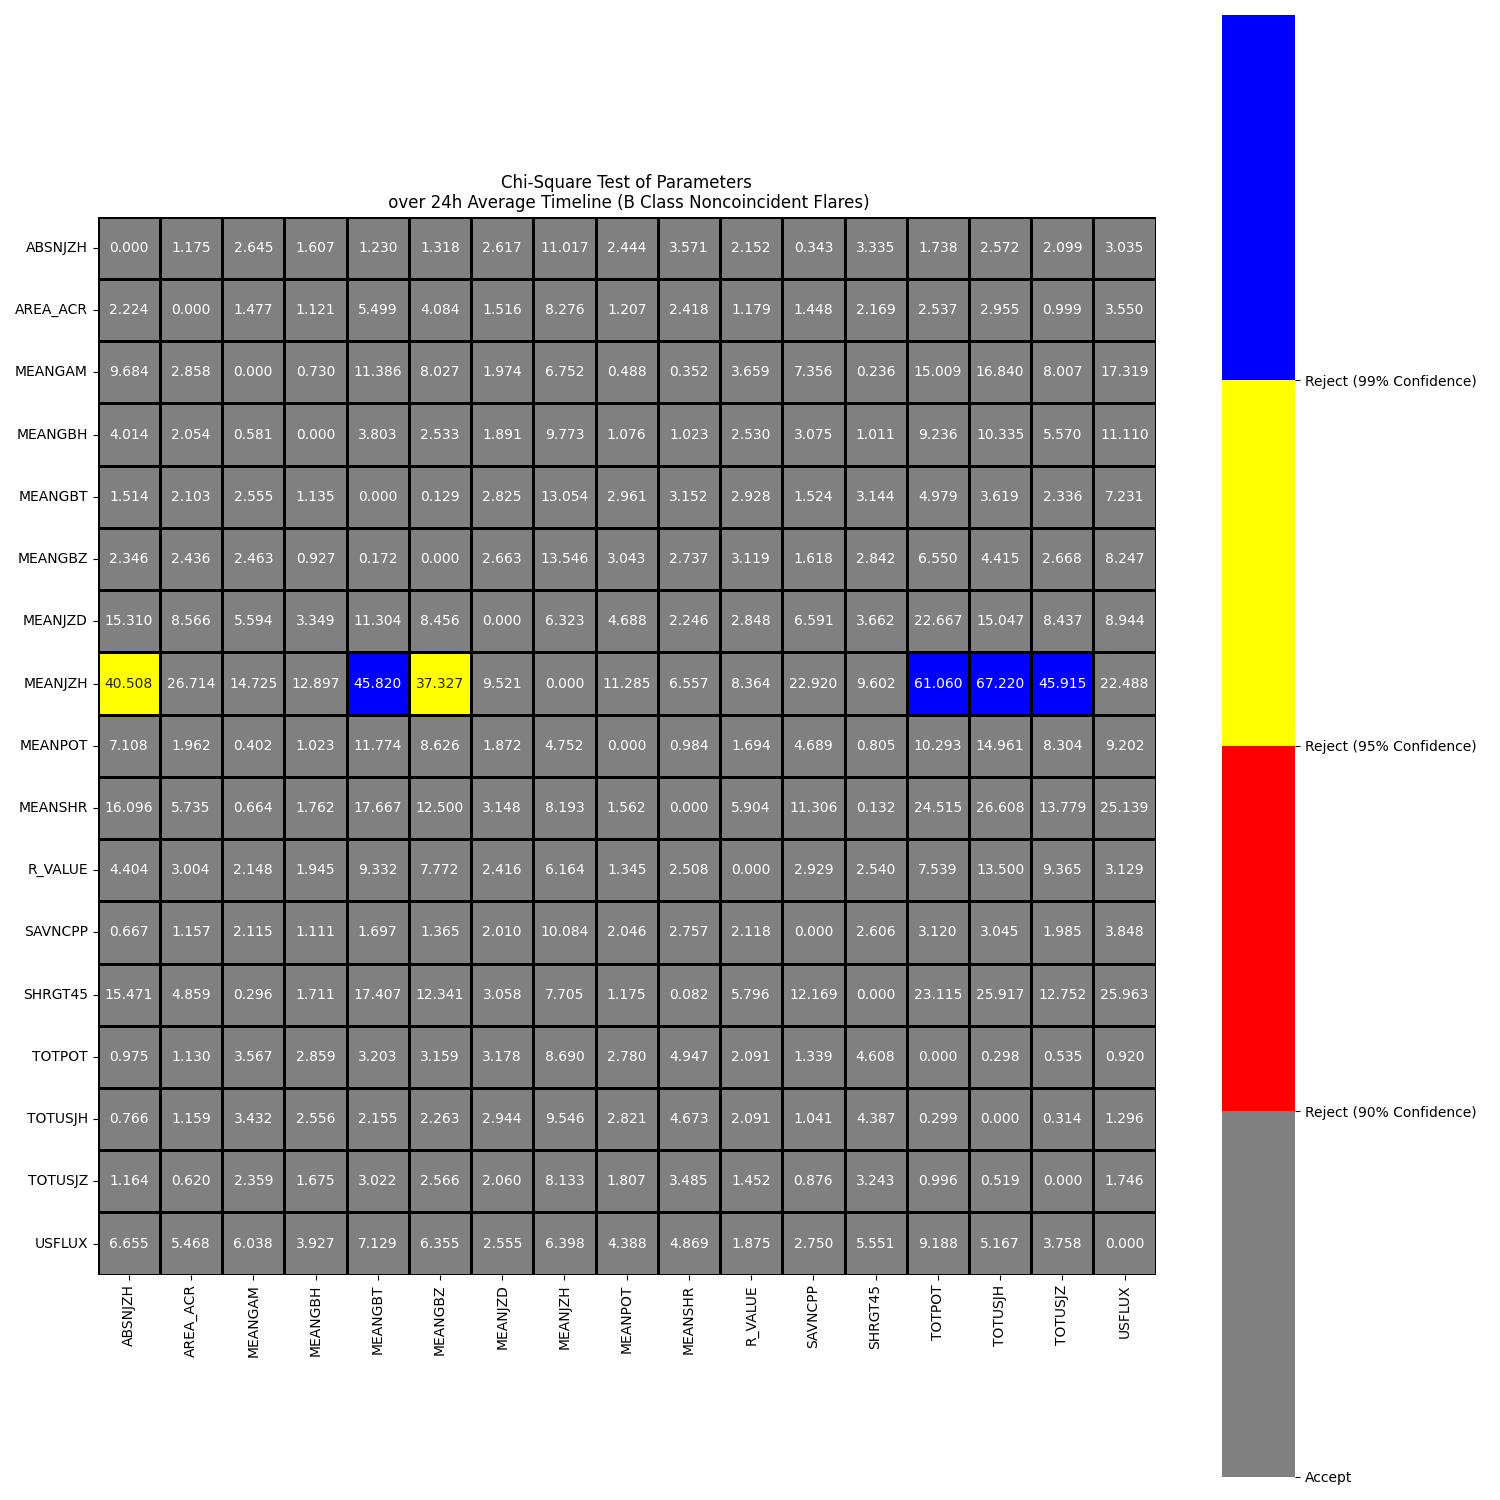 Chi-Square Test of Parameters
over 24h Average Timeline (B Class Noncoincident Flares)
ABSNJZH 0.000 1.175 2.645 1.607 1.230 1.318 2.617 11.017 2.444 3.571 2.152 0.343 3.335 1.738 2.572 2.099 3.035
AREA_ACR 2.224 0.000 1.477 1.121 5.499 4.084 1.516 8.276 1.207 2.418 1.179 1.448 2.169 2.537 2.955 0.999 3.550
MEANGAM 9.684 2.858 0.000 0.730 11.386 8.027 1.974 6.752 0.488 0.352 3.659 7.356 0.236 15.009 16.840 8.007 17.319
MEANGBH 4.014 2.054 0.581 0.000 3.803 2.533 1.891 9.773 1.076 1.023 2.530 3.075 1.011 9.236 10.335 5.570 11.110
MEANGBT 1.514 2.103 2.555 1.135 0.000 0.129 2.825 13.054 2.961 3.152 2.928 1.524 3.144 4.979 3.619 2.336 7.231
MEANGBZ 2.346 2.436 2.463 0.927 0.172 0.000 2.663 13.546 3.043 2.737 3.119 1.618 2.842 6.550 4.415 2.668 8.247
MEANJZD 15.310 8.566 5.594 3.349 11.304 8.456 0.000 6.323 4.688 2.246 2.848 6.591 3.662 22.667 15.047 8.437 8.944
MEANJZH 40.508 26.714 14.725 12.897 45.820 37.327 9.521 0.000 11.285 6.557 8.364 22.920 9.602 61.060 67.220 45.915 22.488
MEANPOT 7.108 1.962 0.402 1.023 11.774 8.626 1.872 4.752 0.000 0.984 1.694 4.689 0.805 10.293 14.961 8.304 9.202
MEANSHR 16.096 5.735 0.664 1.762 17.667 12.500 3.148 8.193 1.562 0.000 5.904 11.306 0.132 24.515 26.608 13.779 25.139
R_VALUE 4.404 3.004 2.148 1.945 9.332 7.772 2.416 6.164 1.345 2.508 0.000 2.929 2.540 7.539 13.500 9.365 3.129
SAVNCPP 0.667 1.157 2.115 1.111 1.697 1.365 2.010 10.084 2.046 2.757 2.118 0.000 2.606 3.120 3.045 1.985 3.848
SHRGT45 15.471 4.859 0.296 1.711 17.407 12.341 3.058 7.705 1.175 0.082 5.796 12.169 0.000 23.115 25.917 12.752 25.963
TOTPOT 0.975 1.130 3.567 2.859 3.203 3.159 3.178 8.690 2.780 4.947 2.091 1.339 4.608 0.000 0.298 0.535 0.920
TOTUSJH 0.766 1.159 3.432 2.556 2.155 2.263 2.944 9.546 2.821 4.673 2.091 1.041 4.387 0.299 0.000 0.314 1.296
TOTUSJZ 1.164 0.620 2.359 1.675 3.022 2.566 2.060 8.133 1.807 3.485 1.452 0.876 3.243 0.996 0.519 0.000 1.746
USFLUX 6.655 5.468 6.038 3.927 7.129 6.355 2.555 6.398 4.388 4.869 1.875 2.750 5.551 9.188 5.167 3.758 0.000
ABSNJZH AREA_ACR MEANGAM MEANGBH MEANGBT MEANGBZ MEANJZD MEANJZH MEANPOT MEANSHR R_VALUE SAVNCPP SHRGT45 TOTPOT TOTUSJH TOTUSJZ USFLUX
Reject (99% Confidence)
Reject (95% Confidence)
Reject (90% Confidence)
Accept